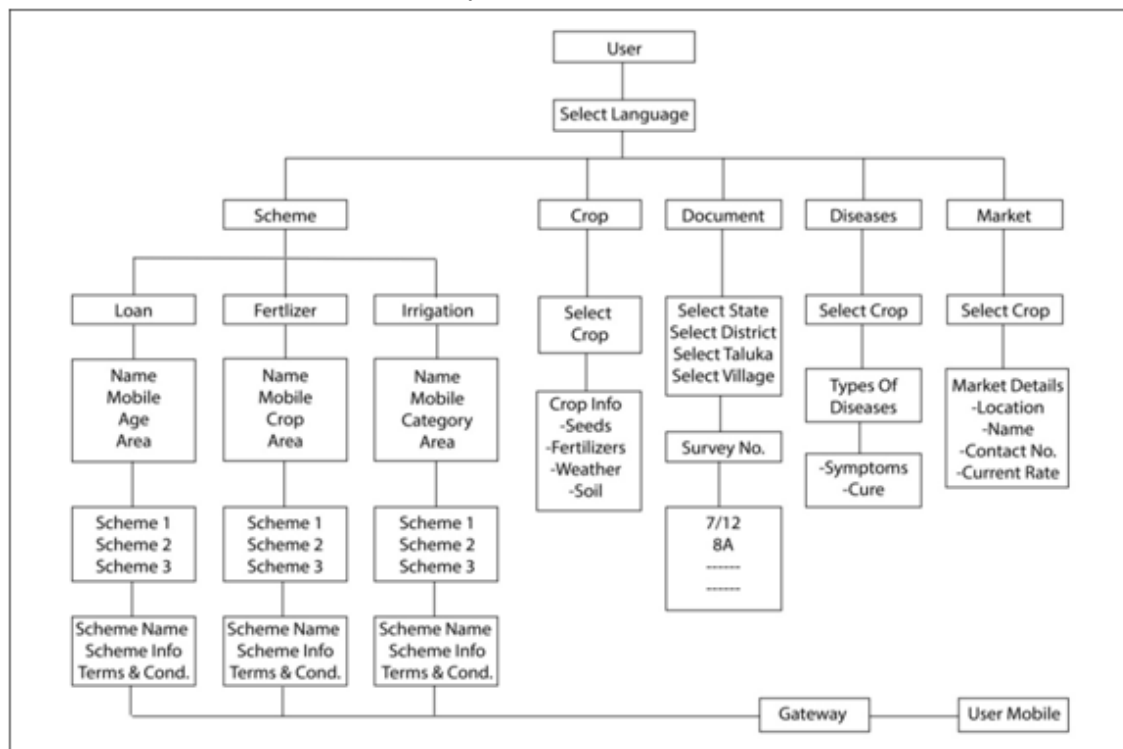 User
Select Language
Scheme
Crop
Document
Diseases
Market
Loan
Fertlizer
Irrigation
Select
Crop
Select State
Select District
Select Taluka
Select Village
Select Crop
Select Crop
Name
Mobile
Age
Area
Name
Mobile
Crop
Area
Name
Mobile
Category
Area
Crop Info
-Seeds
-Fertilizers
-Weather
-Soil
Survey No.
Types Of
Diseases
-Symptoms
-Cure
Market Details
-Location
-Name
-Contact No.
-Current Rate
Scheme 1
Scheme 2
Scheme 3
Scheme 1
Scheme 2
Scheme 3
Scheme 1
Scheme 2
Scheme 3
7/12
8A
------
------
Scheme Name
Scheme Info
Terms & Cond.
Scheme Name
Scheme Info
Terms & Cond.
Scheme Name
Scheme Info
Terms & Cond.
Gateway
User Mobile